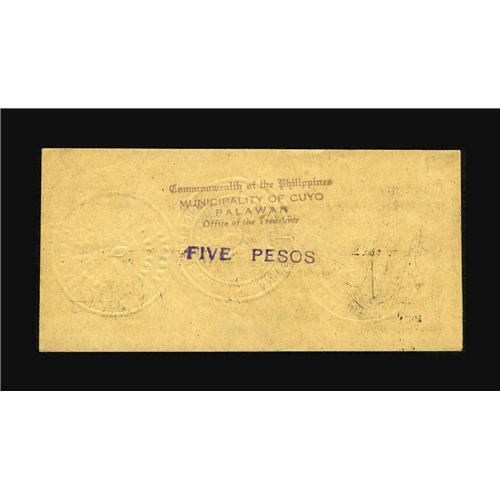 Commonwealth of the Philippines
MUNICIPALITY OF CUYO
PALAWAN
Office of the Treasurer
FIVE PESOS